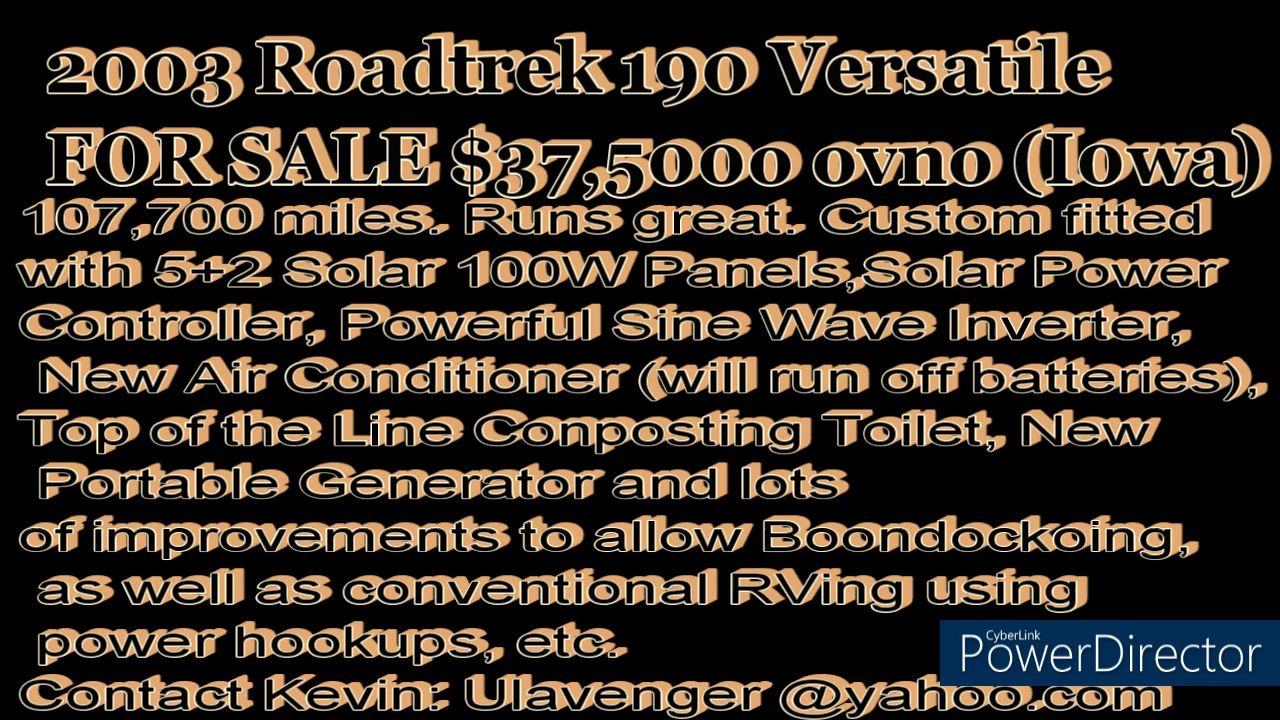 2003 Roadtrek 190 Versatile
FOR SALE $37,5000 ovno (Iowa)
107,700 miles. Runs great. Custom fitted
with 5+2 Solar 100W Panels,Solar Power
Controller, Powerful Sine Wave Inverter,
New Air Conditioner (will run off batteries),
Top of the Line Conposting Toilet, New
Portable Generator and lots
of improvements to allow Boondockoing,
as well as conventional RVing using
power hookups, etc.
Contact Kevin: Ulavenger @yahoo.com
CyberLink
PowerDirector